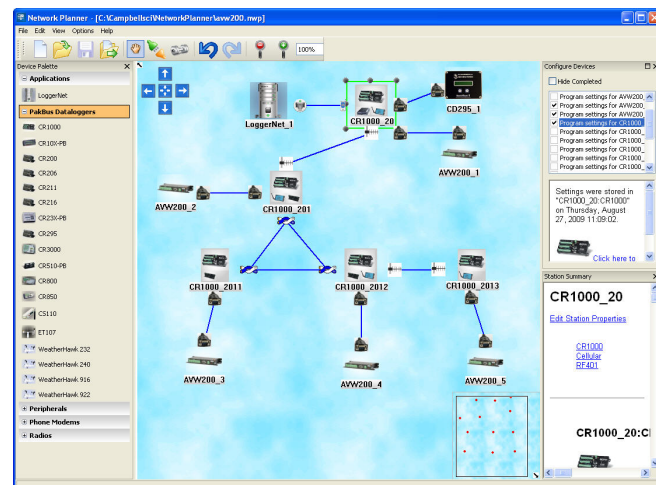 Network Planner - [C:\Campbellsci\NetworkPlanner\avw200.nwp]
File Edit View Options Help
100%
Device Palette
Applications
LoggerNet
PakBus Dataloggers
CR1000
CR10X-PB
CR200
CR206
CR211
CR216
CR23X-PB
CR295
CR3000
CR510-PB
CR800
CR850
CS110
ET107
WeatherHawk 232
WeatherHawk 240
WeatherHawk 916
WeatherHawk 922
Peripherals
Phone Modems
Radios
LoggerNet_1
CR1000_20
CD295_1
AVW200_1
AVW200_2
CR1000_201
CR1000_2011
CR1000_2012
CR1000_2013
AVW200_3
AVW200_4
AVW200_5
Configure Devices
Hide Completed
Program settings for AVW200_
Program settings for AVW200_
Program settings for AVW200_
Program settings for CR1000_
Program settings for CR1000_
Program settings for CR1000_
Program settings for CR1000_
Program settings for CR1000_
Settings were stored in
"CR1000_20:CR1000"
on Thursday, August
27, 2009 11:09:02.
Click here to
Station Summary
CR1000_20
Edit Station Properties
CR1000
Cellular
RF401
CR1000_20:C